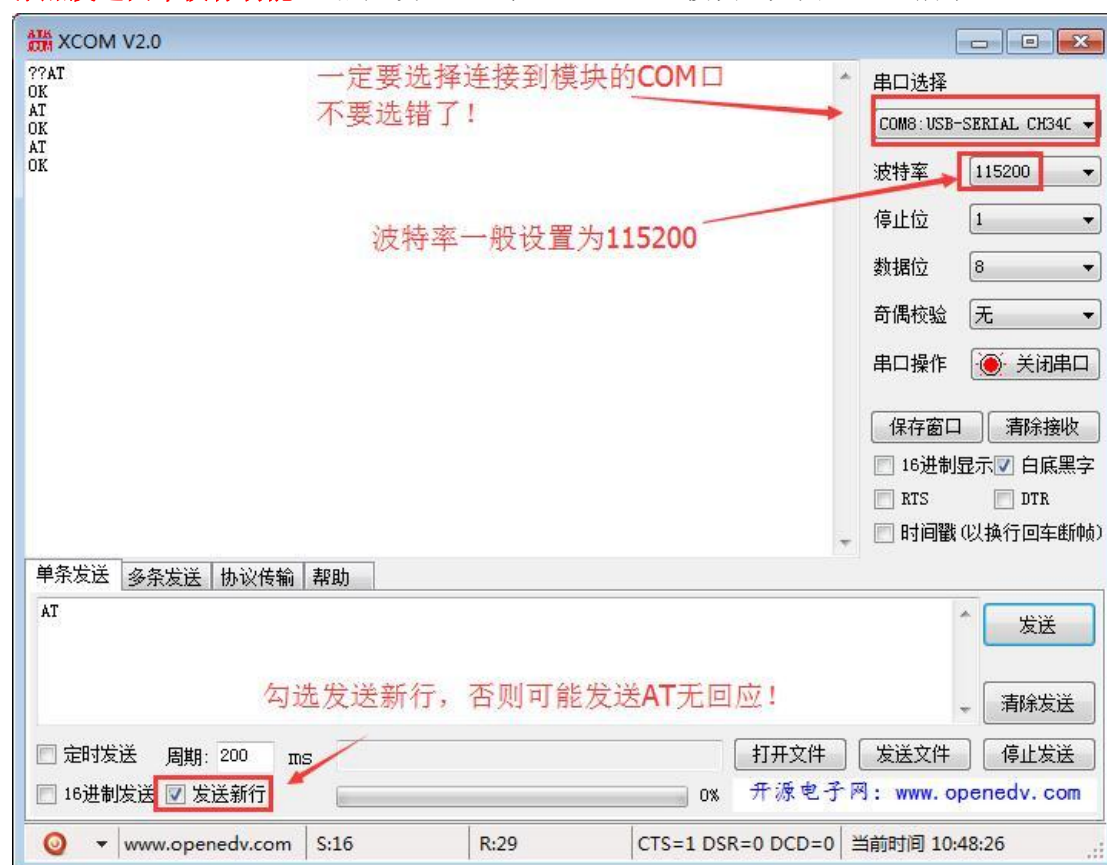 XCOM V2.0
??AT
OK
AT
OK
AT
OK
一定要选择连接到模块的COM口
不要选错了！
波特率一般设置为115200
串口选择
COM8:USB-SERIAL CH340
波特率 115200
停止位 1
数据位 8
奇偶校验 无
串口操作 关闭串口
保存窗口 清除接收
16进制显示 白底黑字
RTS DTR
时间戳(以换行回车断帧)
单条发送 多条发送 协议传输 帮助
AT
发送
勾选发送新行，否则可能发送AT无回应！
清除发送
定时发送 周期: 200 ms 打开文件 发送文件 停止发送
16进制发送 发送新行 0% 开源电子网：www.openedv.com
www.openedv.com S:16 R:29 CTS=1 DSR=0 DCD=0 当前时间 10:48:26